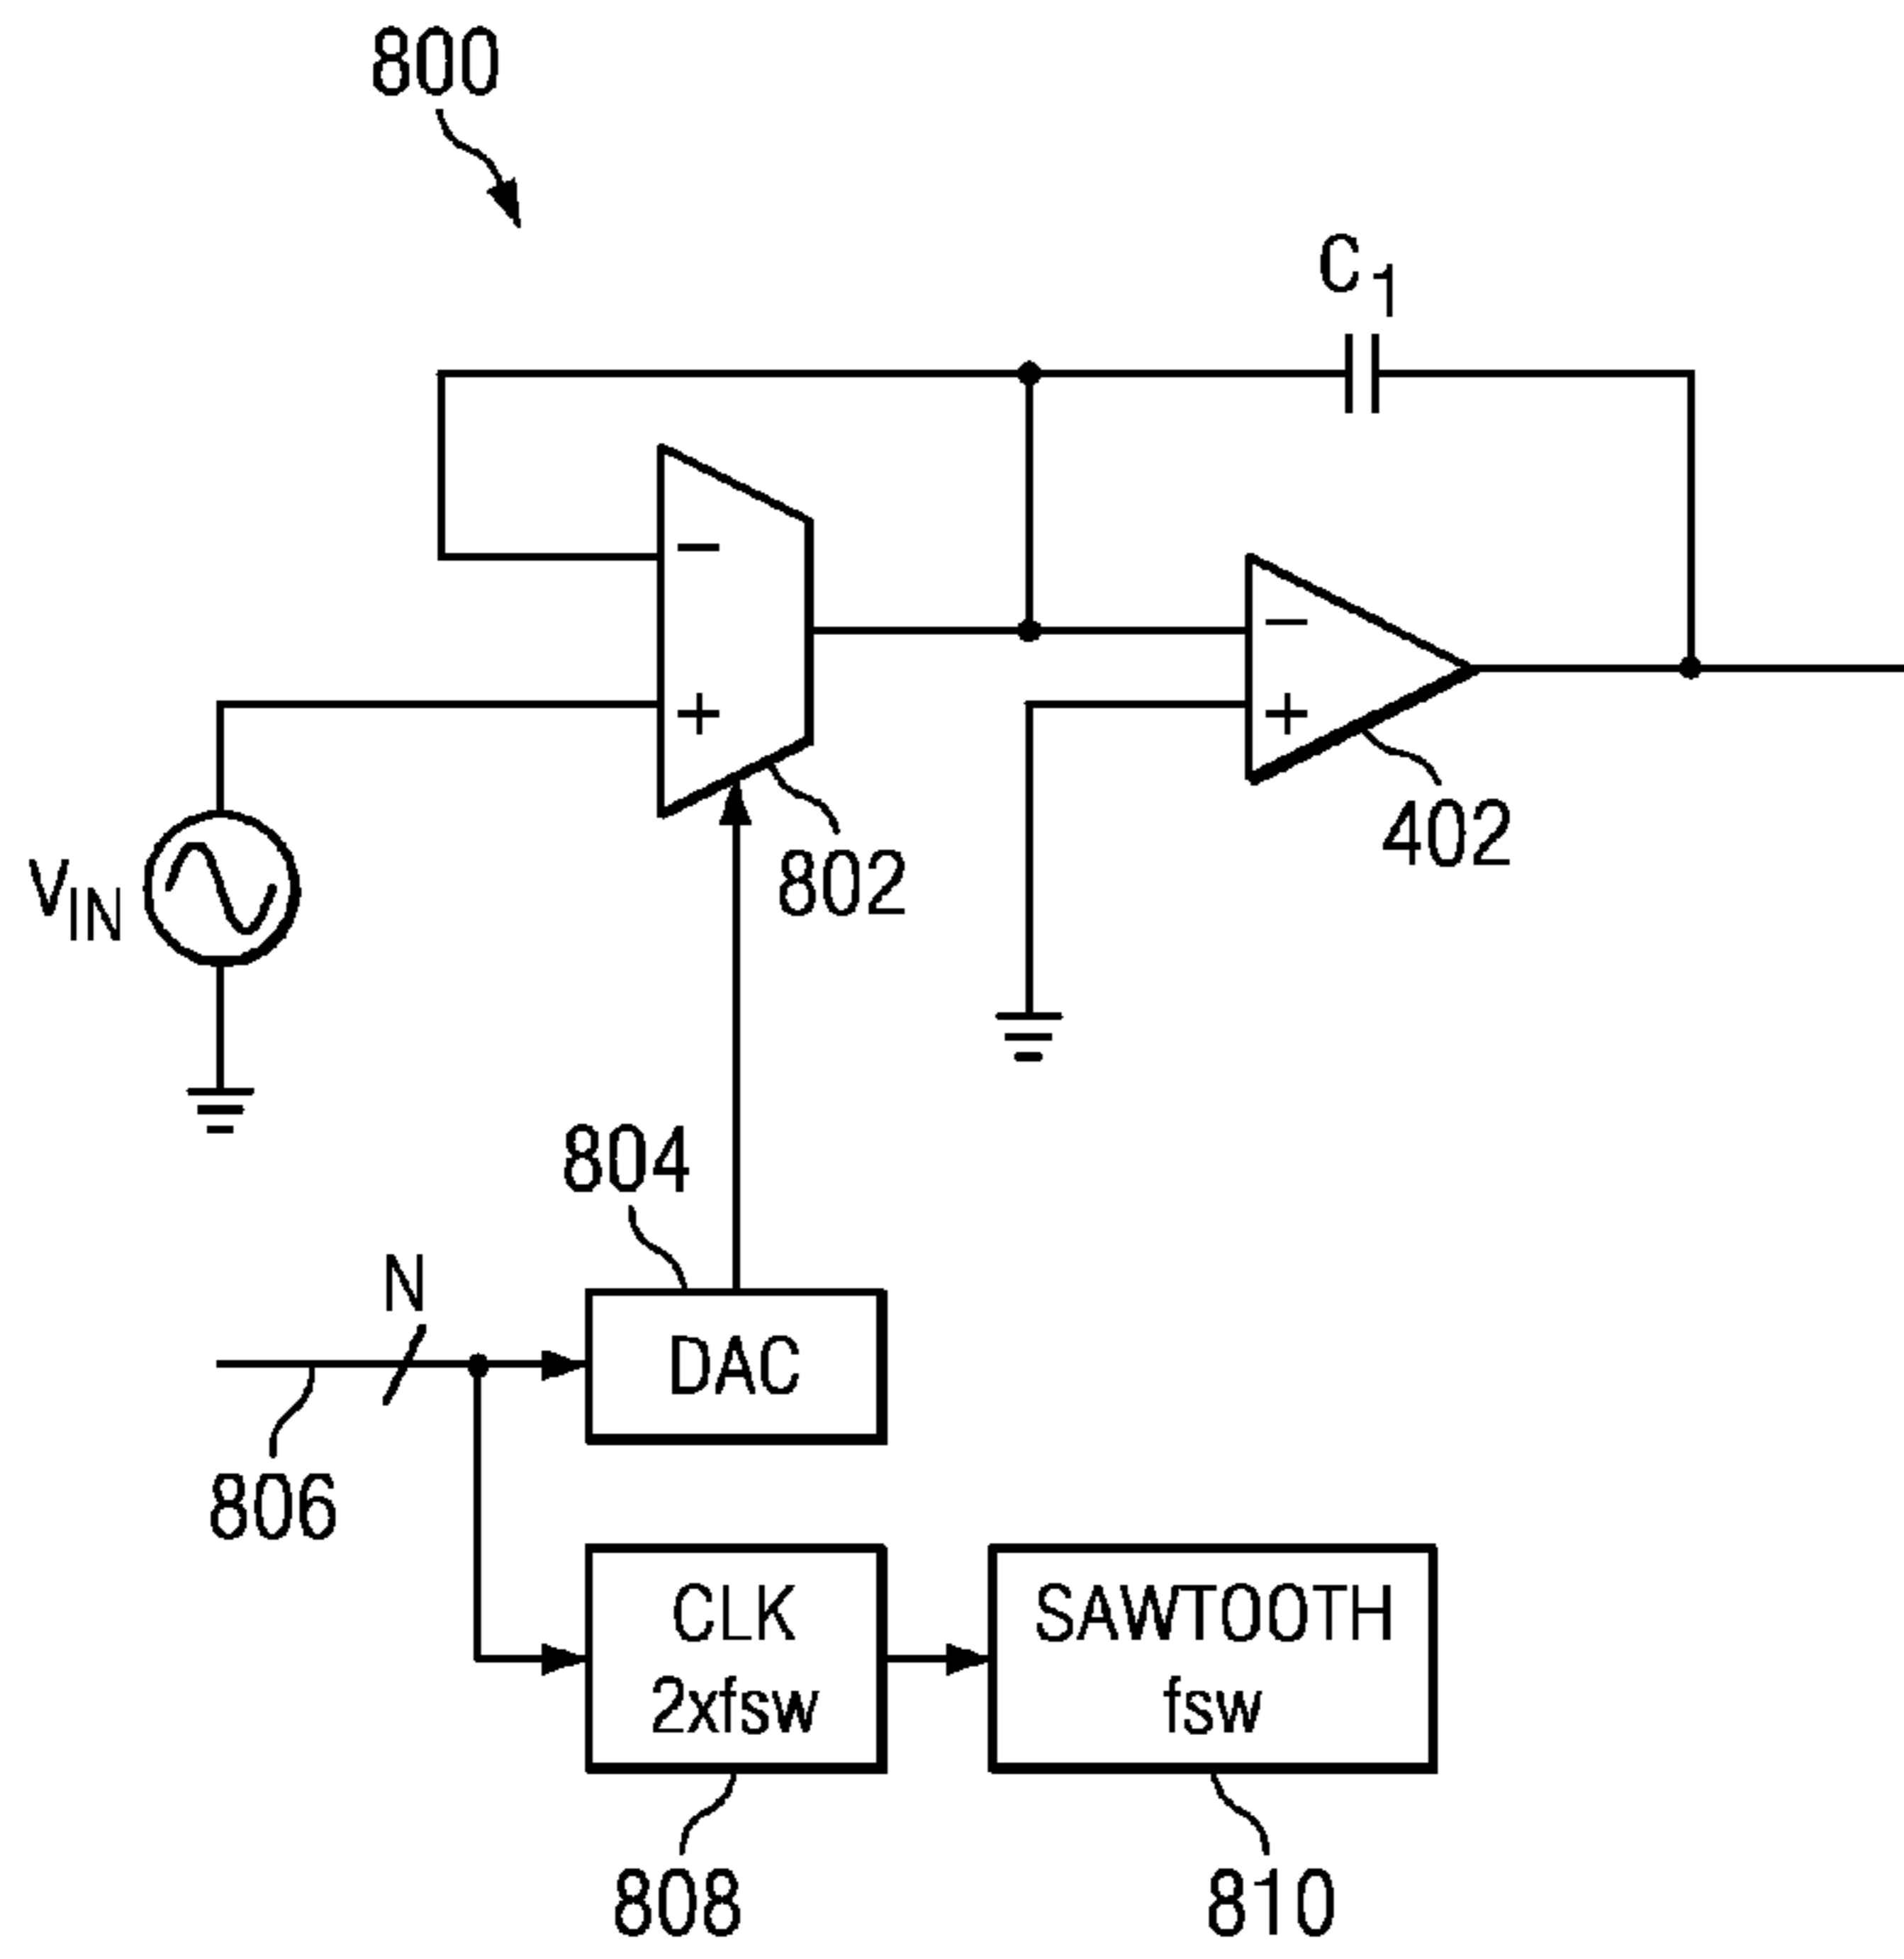 800
C1
−
+
−
+
402
802
VIN
804
N
DAC
806
CLK
2xfsw
SAWTOOTH
fsw
808
810